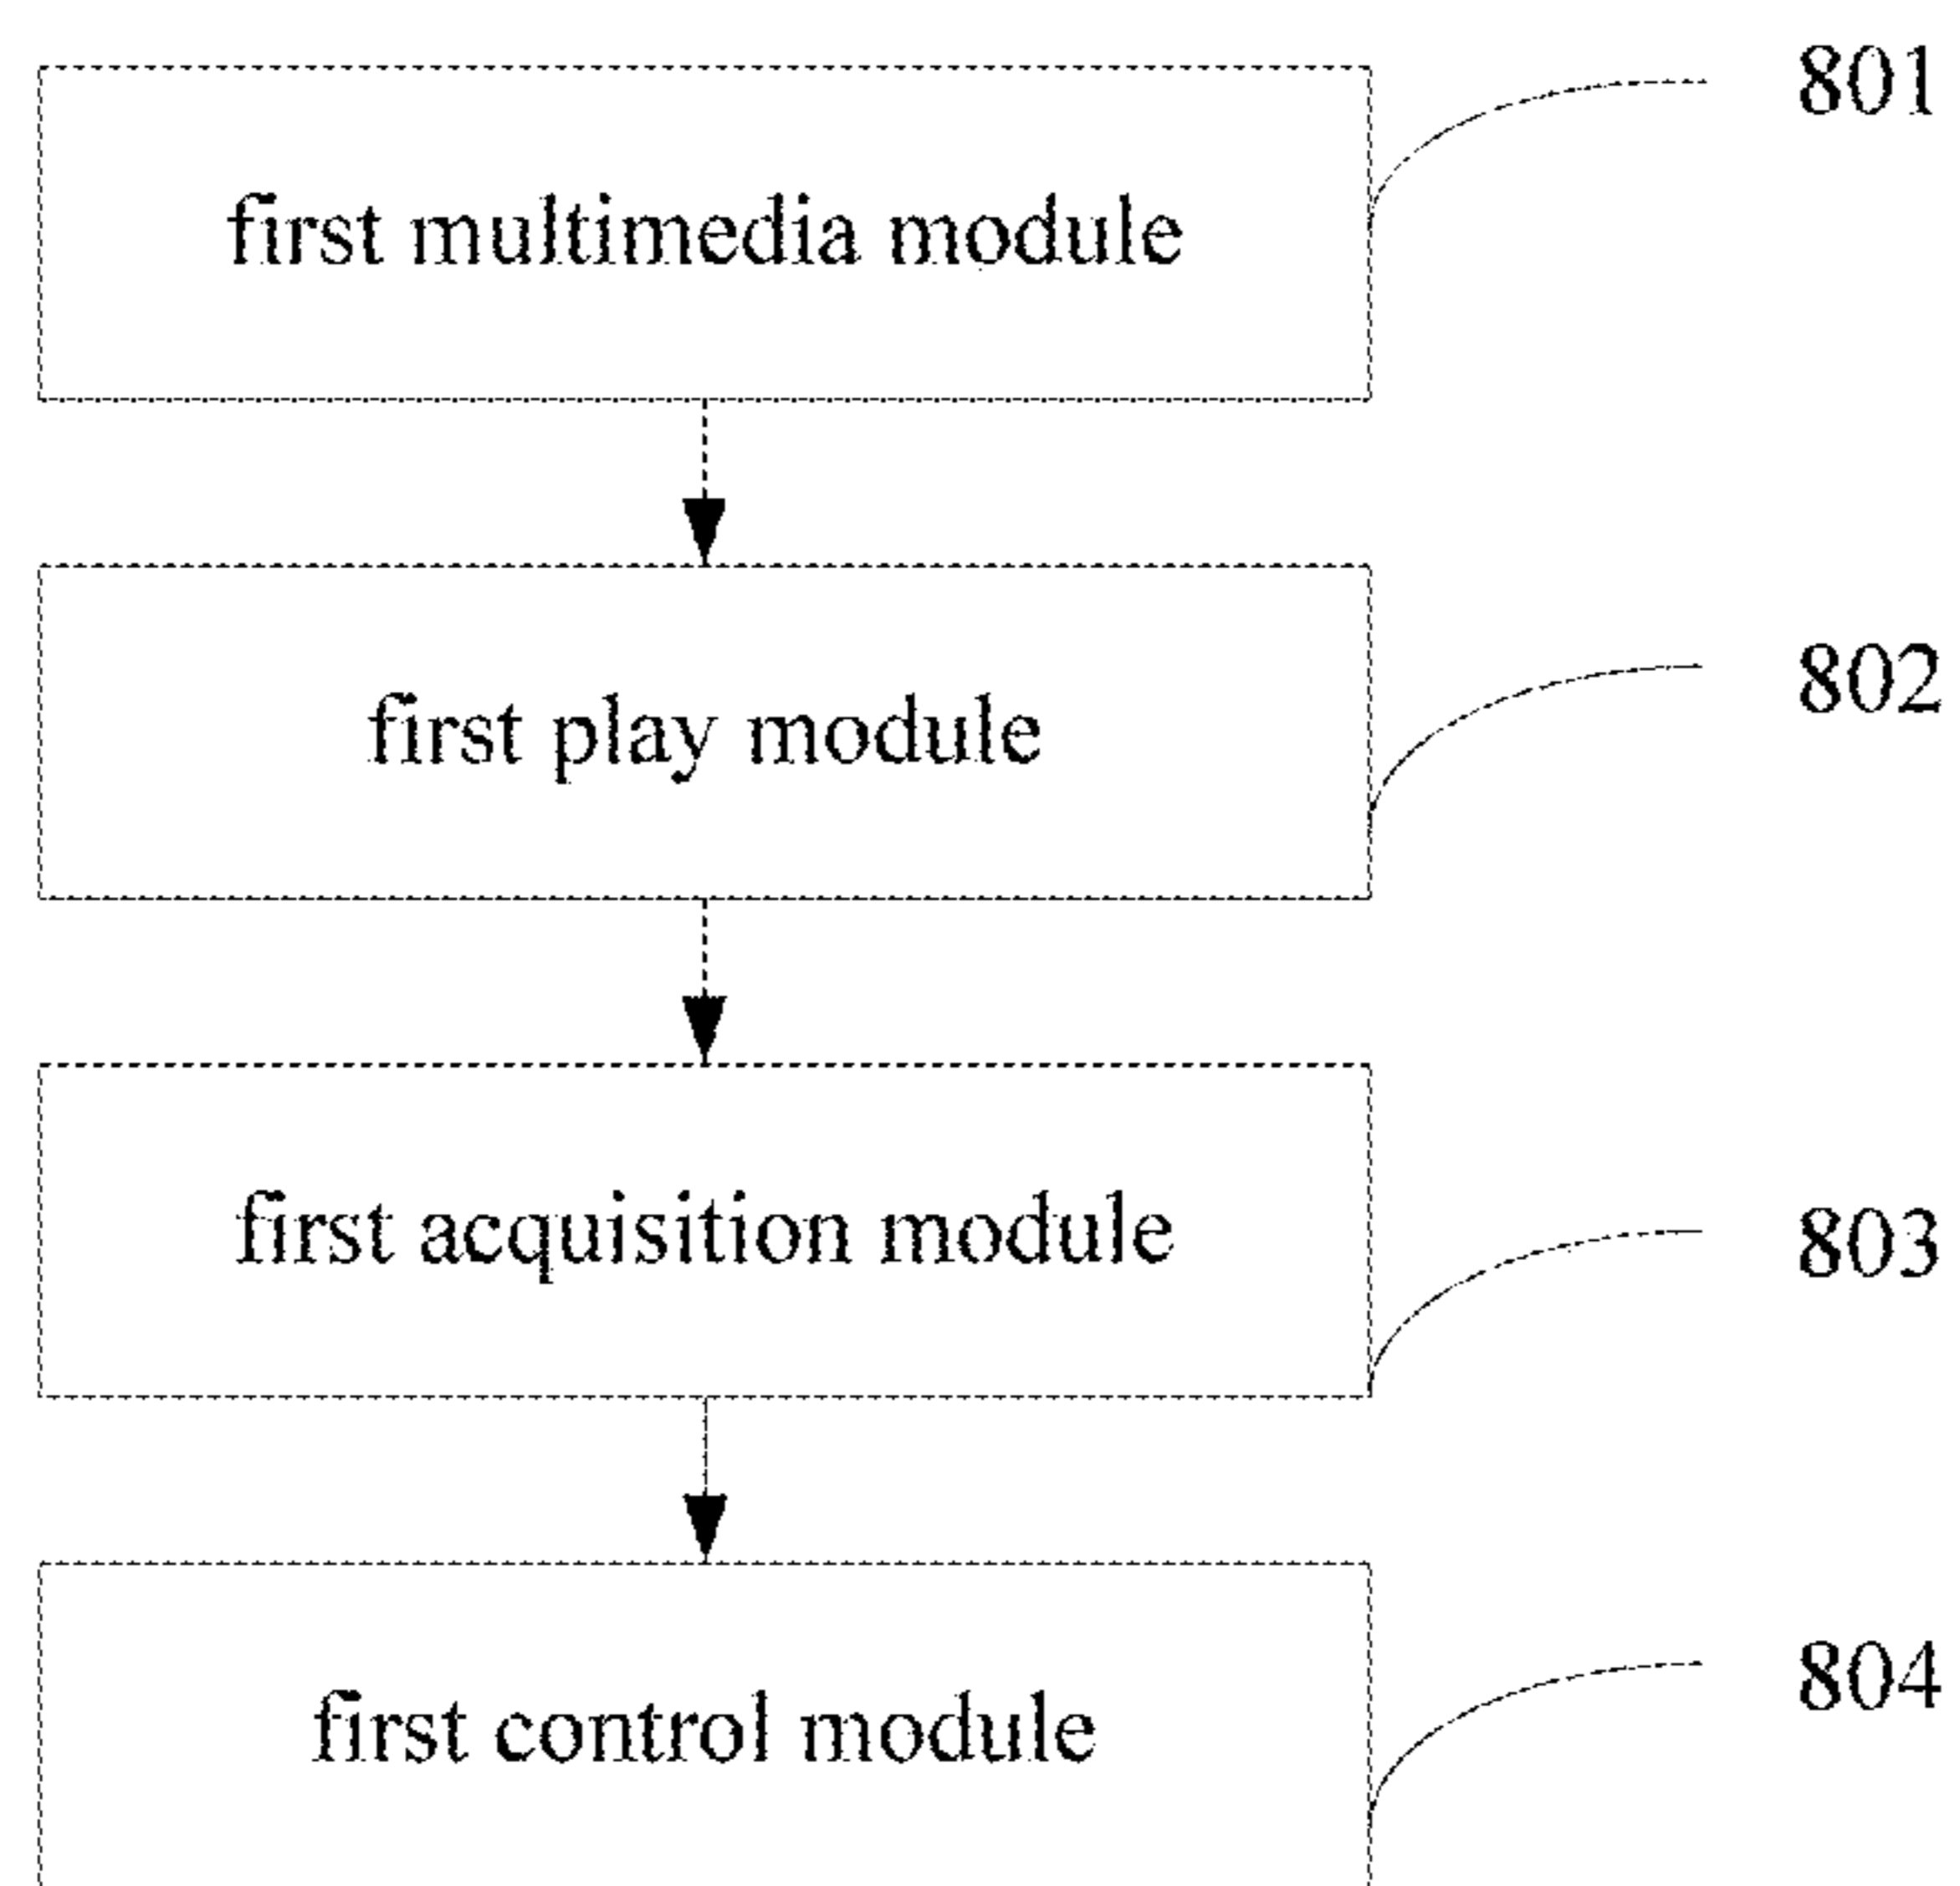 801
first multimedia module
802
first play module
803
first acquisition module
804
first control module